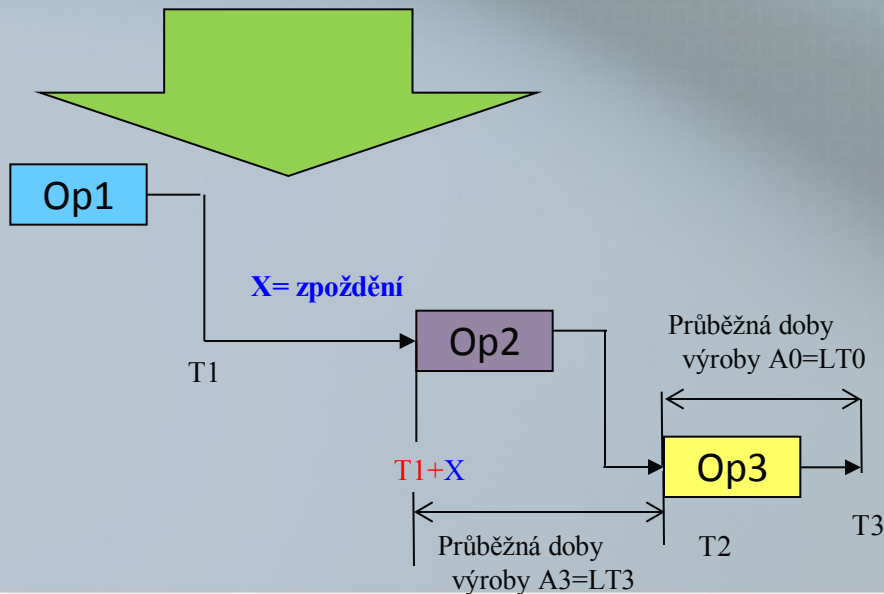 Op1
X= zpoždění
T1
Op2
Průběžná doby
výroby A0=LT0
T1+X
Op3
T3
T2
Průběžná doby
výroby A3=LT3